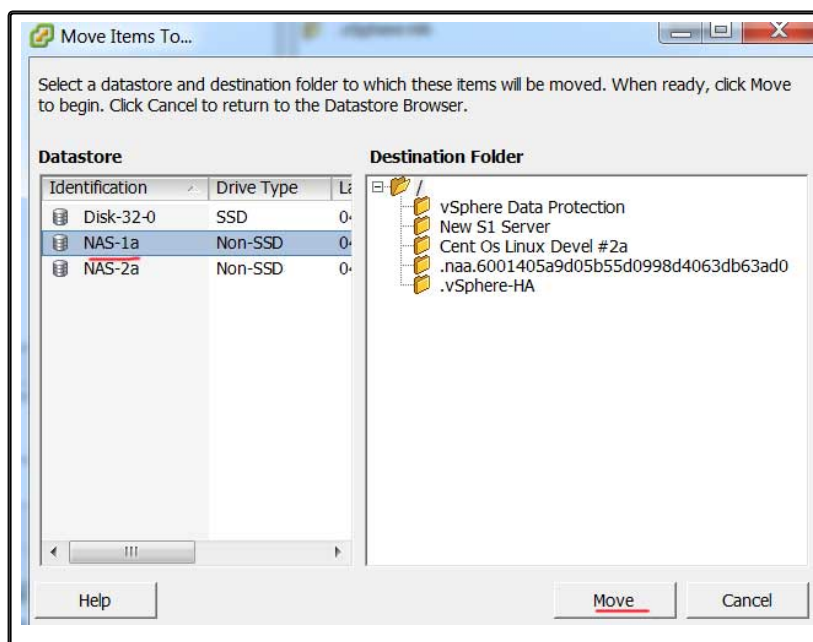 Move Items To...
Select a datastore and destination folder to which these items will be moved. When ready, click Move
to begin. Click Cancel to return to the Datastore Browser.
Datastore
Destination Folder
Identification Drive Type
Disk-32-0 SSD
NAS-1a Non-SSD
NAS-2a Non-SSD
/
vSphere Data Protection
New S1 Server
Cent Os Linux Devel #2a
.naa.6001405a9d05b55d0998d4063db63ad0
.vSphere-HA
Help
Move
Cancel